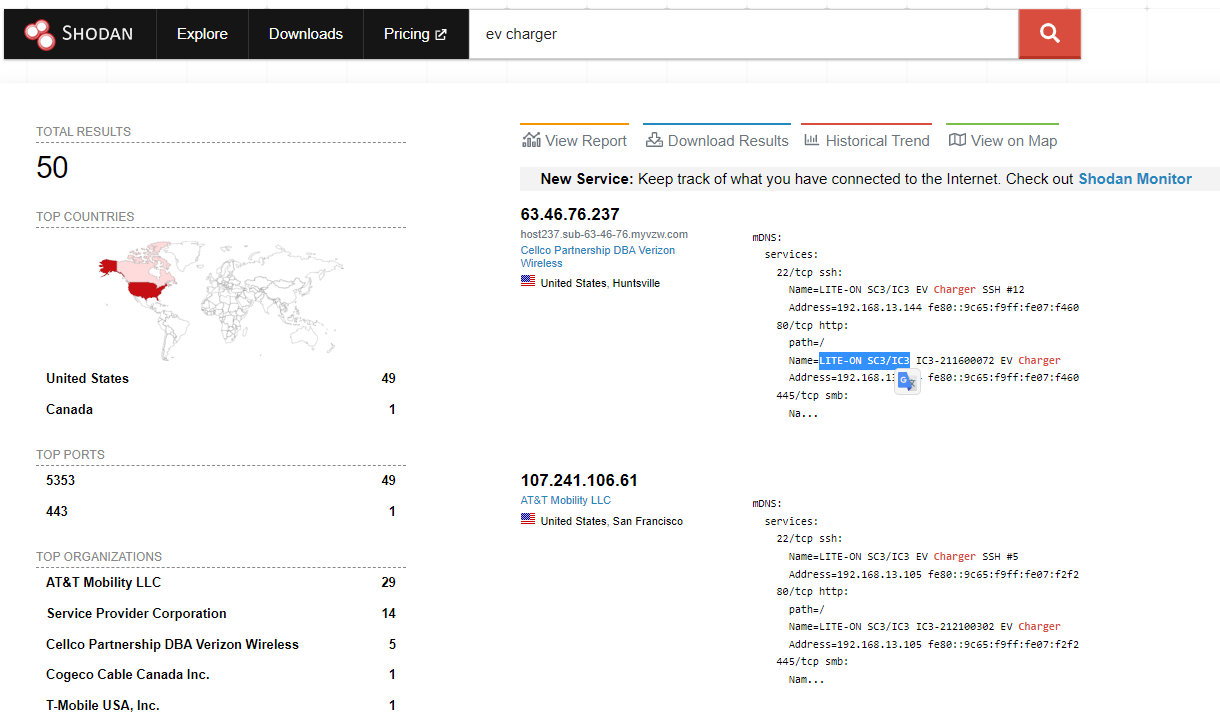 SHODAN Explore Downloads Pricing ev charger
TOTAL RESULTS
50
TOP COUNTRIES
United States 49
Canada 1
TOP PORTS
5353 49
443 1
TOP ORGANIZATIONS
AT&T Mobility LLC 29
Service Provider Corporation 14
Cellco Partnership DBA Verizon Wireless 5
Cogeco Cable Canada Inc. 1
T-Mobile USA, Inc. 1
View Report Download Results Historical Trend View on Map
New Service: Keep track of what you have connected to the Internet. Check out Shodan Monitor
63.46.76.237
host237.sub-63-46-76.myvzw.com
Cellco Partnership DBA Verizon
Wireless
United States, Huntsville
mDNS:
services:
22/tcp ssh:
Name=LITE-ON SC3/IC3 EV Charger SSH #12
Address=192.168.13.144 fe80::9c65:f9ff:fe07:f460
80/tcp http:
path=/
Name=LITE-ON SC3/IC3 IC3-211600072 EV Charger
Address=192.168.1 fe80::9c65:f9ff:fe07:f460
445/tcp smb:
Na...
107.241.106.61
AT&T Mobility LLC
United States, San Francisco
mDNS:
services:
22/tcp ssh:
Name=LITE-ON SC3/IC3 EV Charger SSH #5
Address=192.168.13.105 fe80::9c65:f9ff:fe07:f2f2
80/tcp http:
path=/
Name=LITE-ON SC3/IC3 IC3-212100302 EV Charger
Address=192.168.13.105 fe80::9c65:f9ff:fe07:f2f2
445/tcp smb:
Nam...